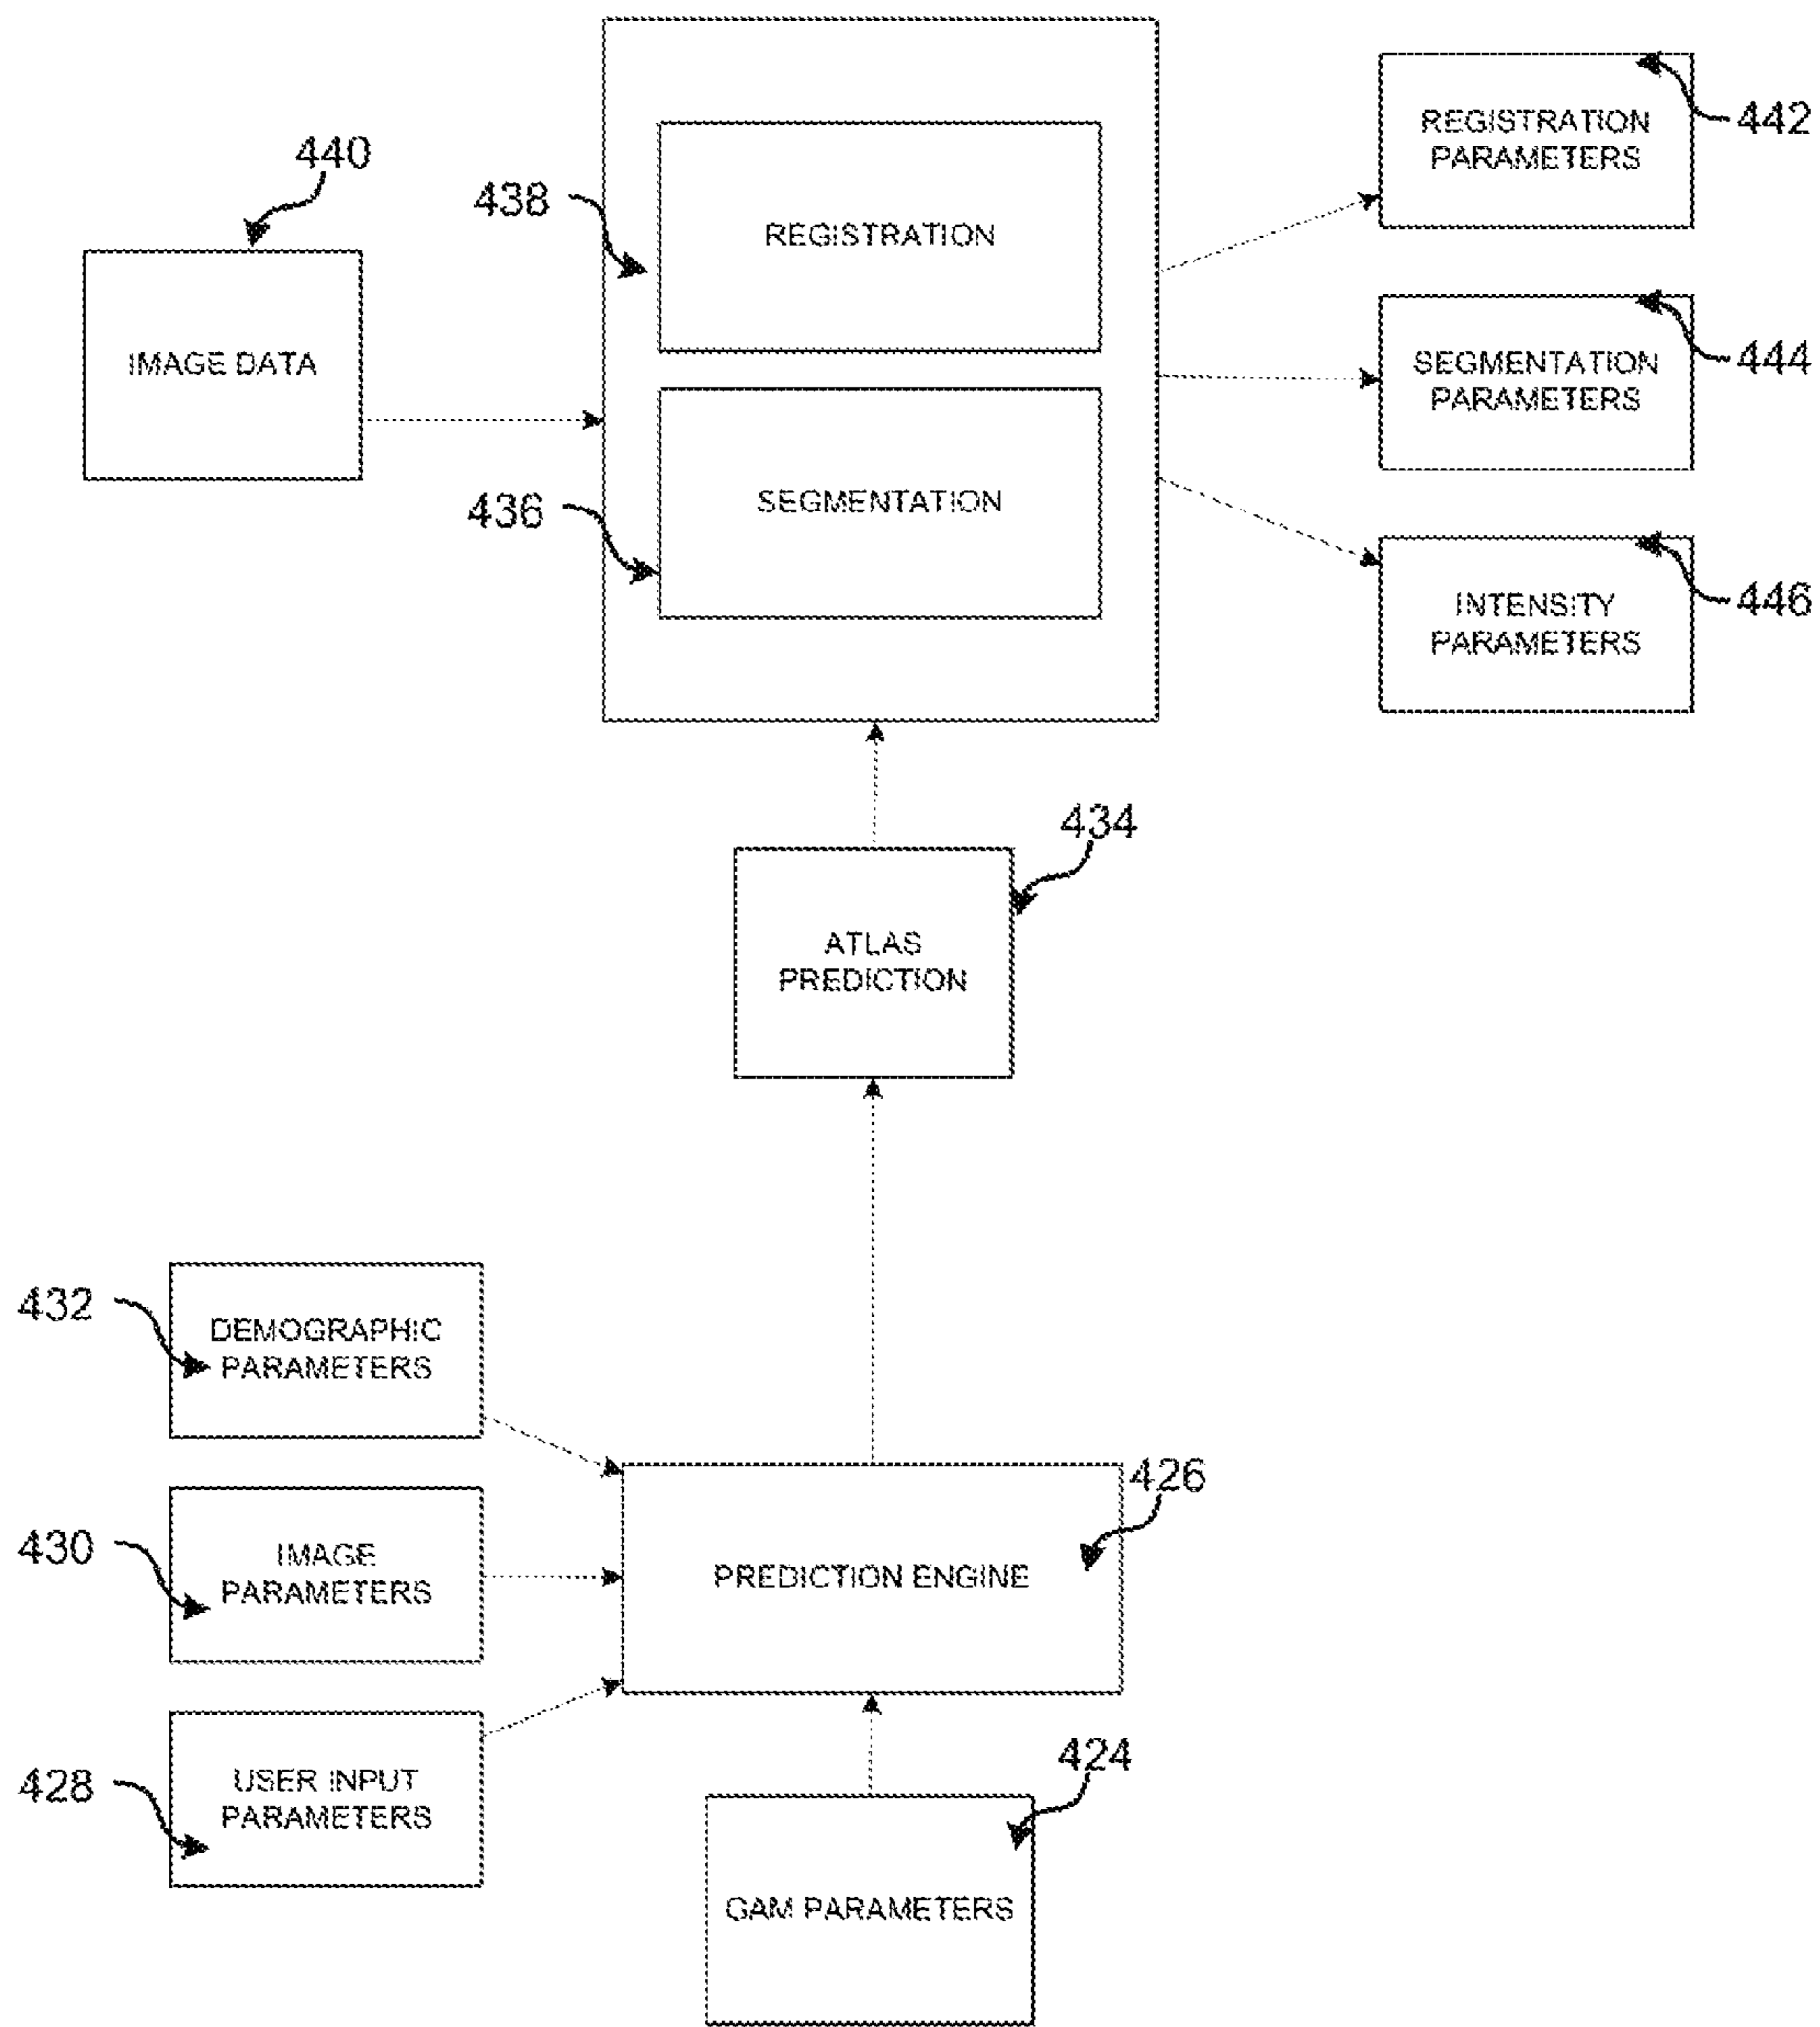 440
IMAGE DATA
438
REGISTRATION
436
SEGMENTATION
REGISTRATION
PARAMETERS
442
SEGMENTATION
PARAMETERS
444
INTENSITY
PARAMETERS
446
434
ATLAS
PREDICTION
432
DEMOGRAPHIC
PARAMETERS
430
IMAGE
PARAMETERS
428
USER INPUT
PARAMETERS
426
PREDICTION ENGINE
424
GAM PARAMETERS